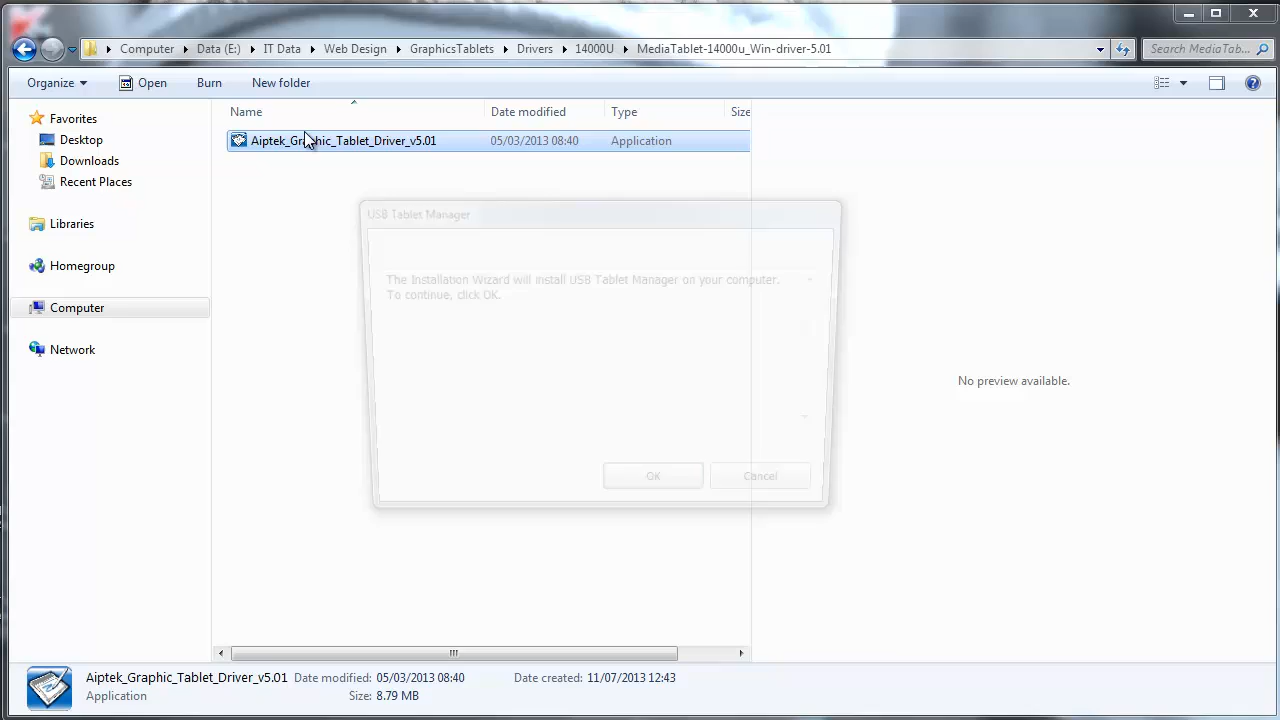 Computer Data (E:) IT Data Web Design GraphicsTablets Drivers 14000U MediaTablet-14000u_Win-driver-5.01 Search MediaTab...
Organize Open Burn New folder
Name Date modified Type Size
Favorites
Desktop
Downloads
Recent Places
Libraries
Homegroup
Computer
Network
Aiptek_Graphic_Tablet_Driver_v5.01 05/03/2013 08:40 Application
USB Tablet Manager
The Installation Wizard will install USB Tablet Manager on your computer.
To continue, click OK.
OK Cancel
No preview available.
Aiptek_Graphic_Tablet_Driver_v5.01 Date modified: 05/03/2013 08:40 Date created: 11/07/2013 12:43
Application Size: 8.79 MB